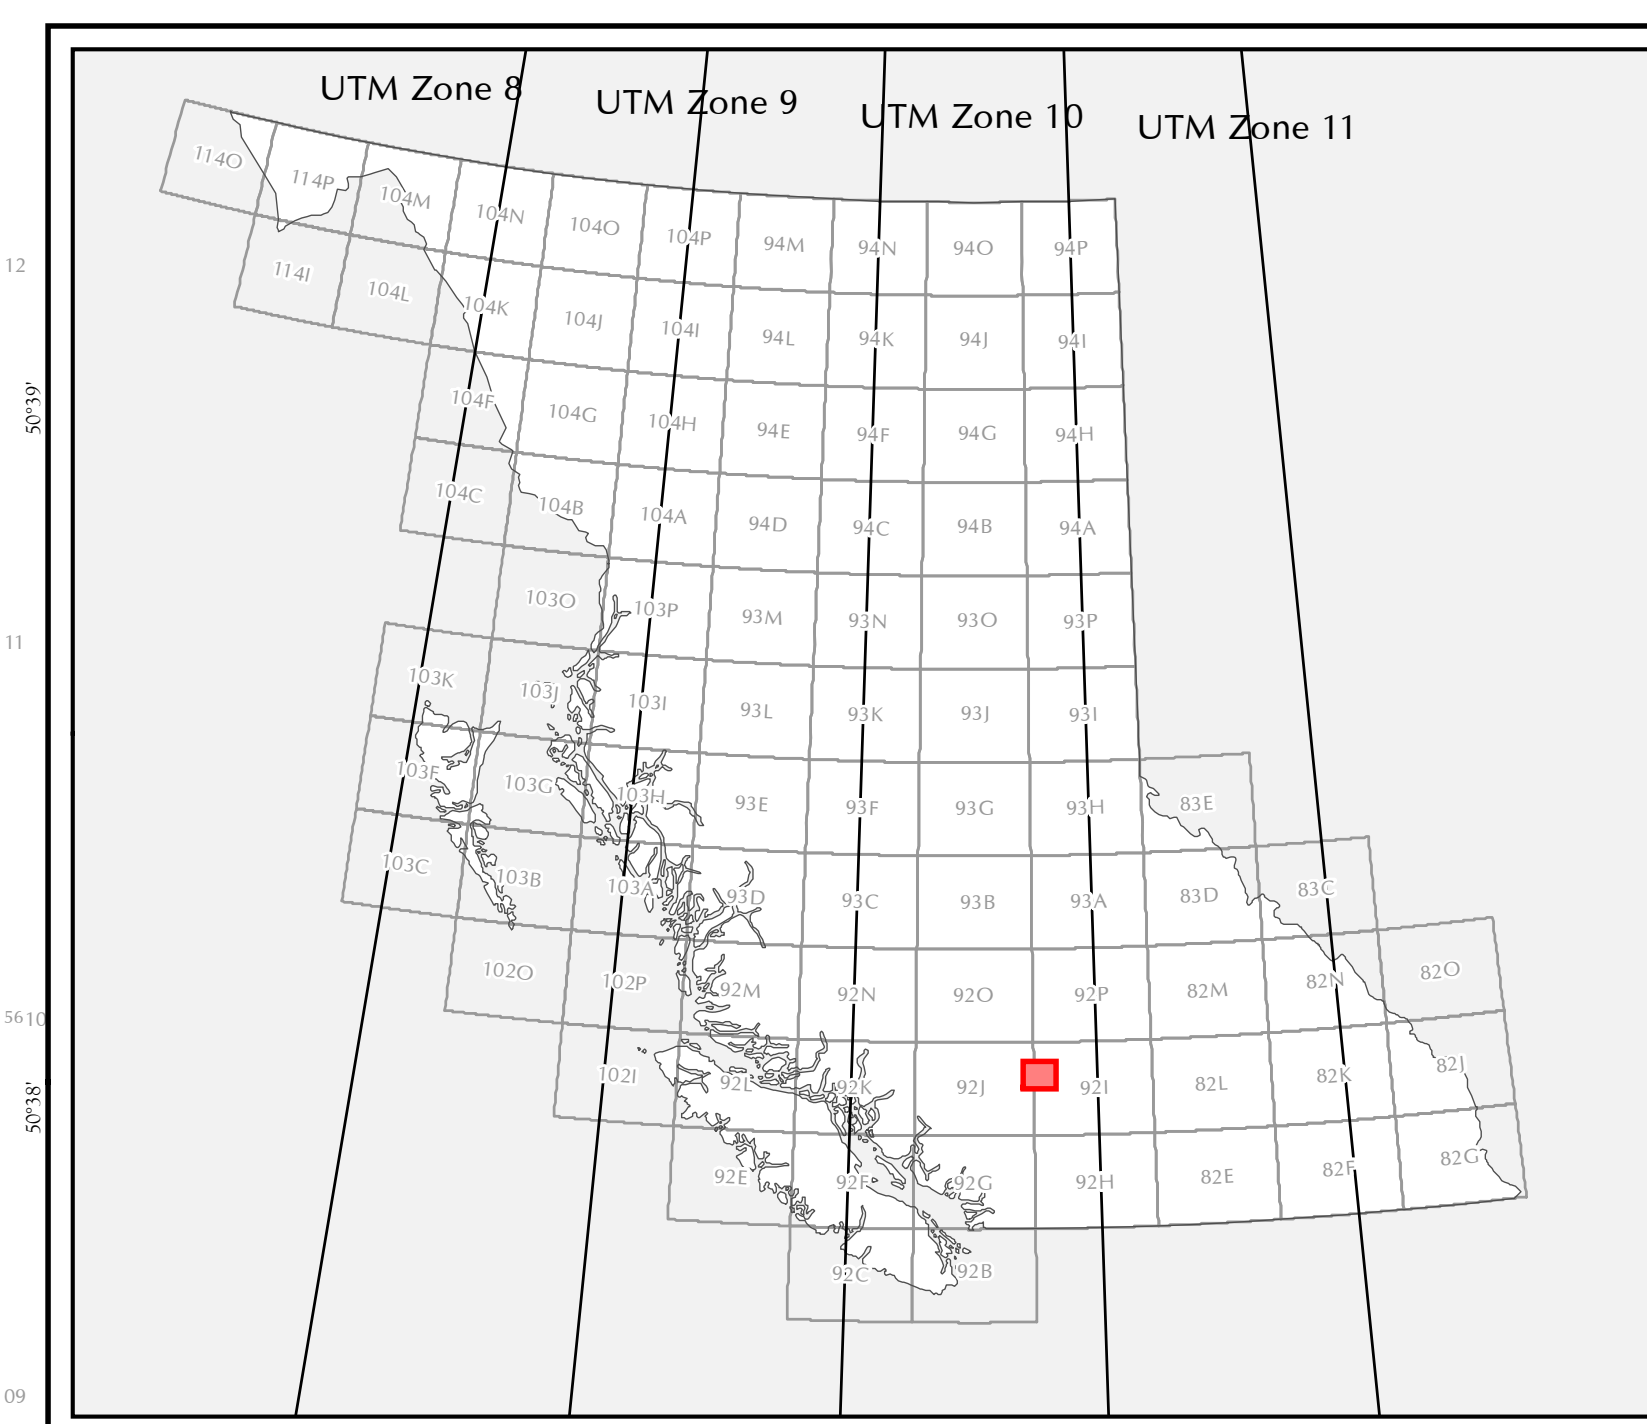 UTM Zone 8
UTM Zone 9
UTM Zone 10
UTM Zone 11
114O 114P 104M 104N 104O 104P 94M 94N 94O 94P
12
114I 104L 104K 104J 104I 94L 94K 94J 94I
50°39'
104F 104G 104H 94E 94F 94G 94H
104C 104B 104A 94D 94C 94B 94A
103O 103P 93M 93N 93O 93P
11
103K 103J 103I 93L 93K 93J 93I
103F 103G 103H 93E 93F 93G 93H 83E
103C 103B 103A 93D 93C 93B 93A 83D 83C
102O 102P 92M 92N 92O 92P 82M 82N 82O
5610
102I 92L 92K 92J 92I 82L 82K 82J
50°38'
92E 92F 92G 92H 82E 82F 82G
92C 92B
09